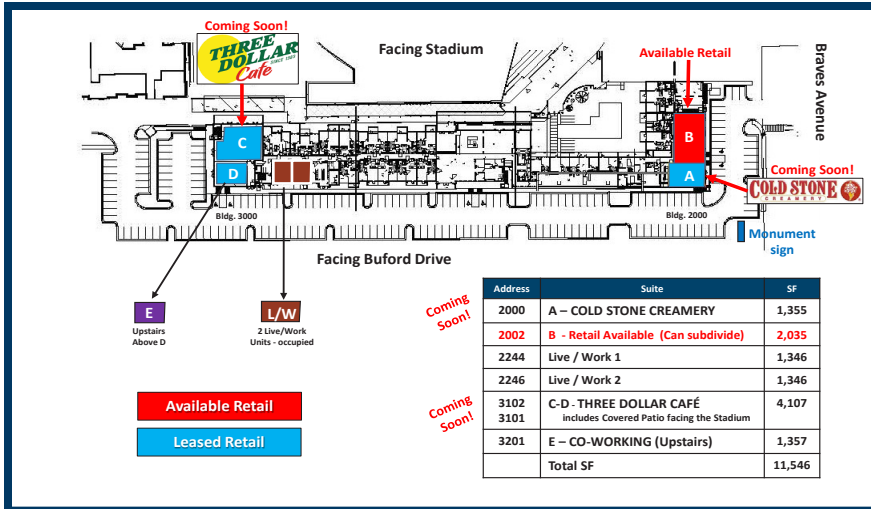 Coming Soon!
THREE
DOLLAR
Cafe
SINCE 1981
Facing Stadium
Available Retail
Braves Avenue
C
D
B
A
Coming Soon!
COLD STONE
CREAMERY
Bldg. 3000
Bldg. 2000
Monument
sign
Facing Buford Drive
E
Upstairs
Above D
L/W
2 Live/Work
Units - occupied
Available Retail
Leased Retail
Coming
Soon!
Coming
Soon!
Address Suite SF
2000 A – COLD STONE CREAMERY 1,355
2002 B - Retail Available (Can subdivide) 2,035
2244 Live / Work 1 1,346
2246 Live / Work 2 1,346
3102 C-D - THREE DOLLAR CAFÉ 4,107
3101 includes Covered Patio facing the Stadium
3201 E – CO-WORKING (Upstairs) 1,357
Total SF 11,546